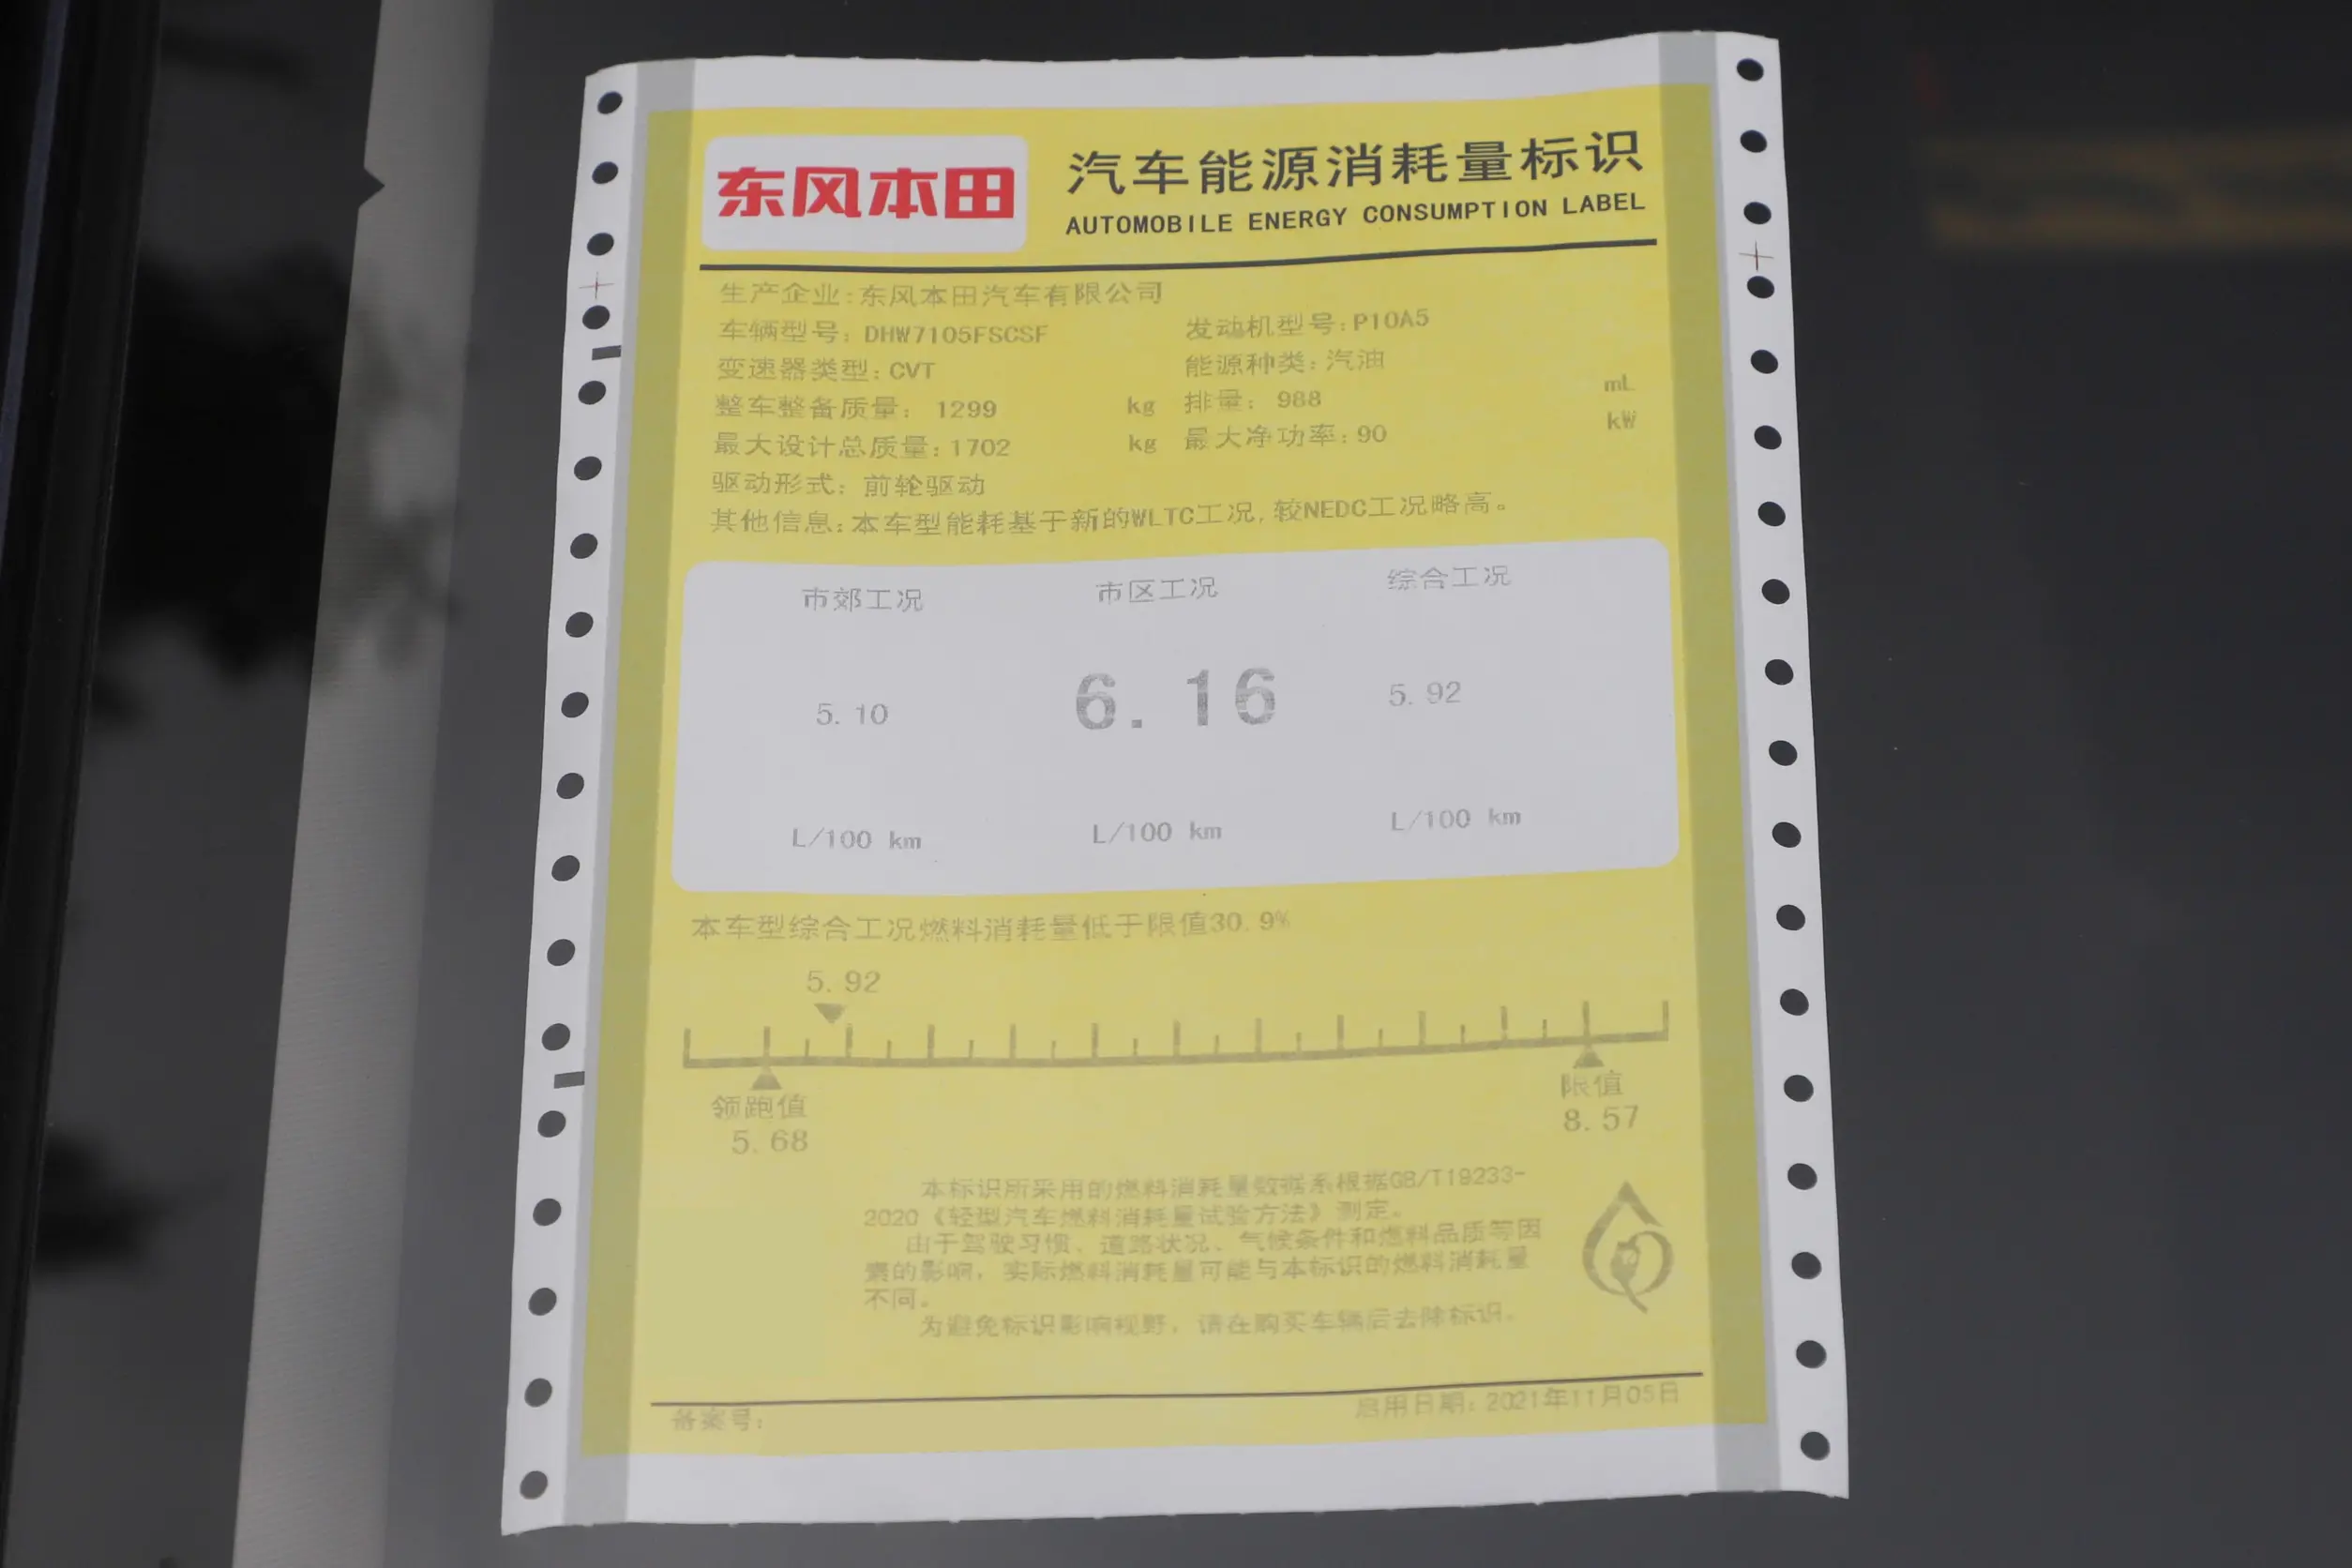 东风本田
汽车能源消耗量标识
AUTOMOBILE ENERGY CONSUMPTION LABEL
生产企业:东风本田汽车有限公司
车辆型号: DHW7105FSCSF 发动机型号:P10A5
变速器类型:CVT 能源种类:汽油
整车整备质量: 1299 kg 排量: 988 mL
最大设计总质量:1702 kg 最大净功率:90 kW
驱动形式: 前轮驱动
其他信息:本车型能耗基于新的WLTC工况,较NEDC工况略高。
市郊工况 市区工况 综合工况
5.10 6.16 5.92
L/100 km L/100 km L/100 km
本车型综合工况燃料消耗量低于限值30.9%
5.92
领跑值 限值
5.68 8.57
本标识所采用的燃料消耗量数据系根据GB/T19233-
2020《轻型汽车燃料消耗量试验方法》测定。
由于驾驶习惯、道路状况、气候条件和燃料品质等因
素的影响, 实际燃料消耗量可能与本标识的燃料消耗量
不同。
为避免标识影响视野, 请在购买车辆后去除标识。
备案号: 启用日期: 2021年11月05日